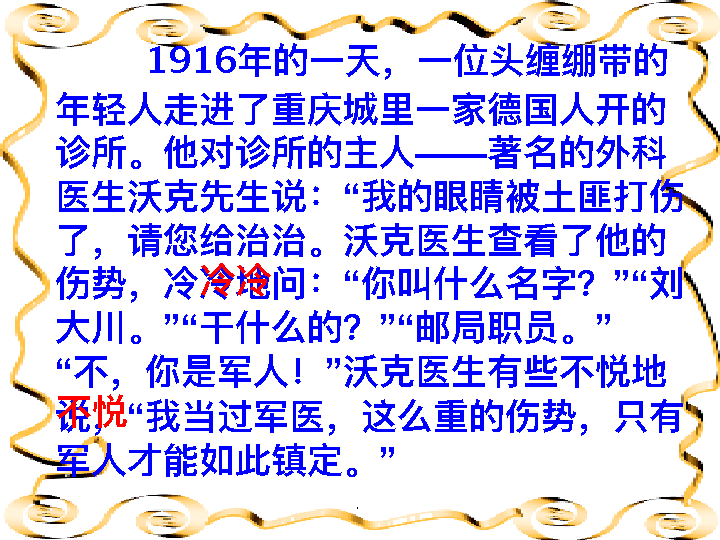 1916年的一天，一位头缠绷带的
年轻人走进了重庆城里一家德国人开的
诊所。他对诊所的主人——著名的外科
医生沃克先生说：“我的眼睛被土匪打伤
了，请您给治治。沃克医生查看了他的
伤势，冷冷地问：“你叫什么名字？”“刘
冷冷
大川。”“干什么的？”“邮局职员。”
“不，你是军人！”沃克医生有些不悦地
说，“我当过军医，这么重的伤势，只有
不悦
军人才能如此镇定。”